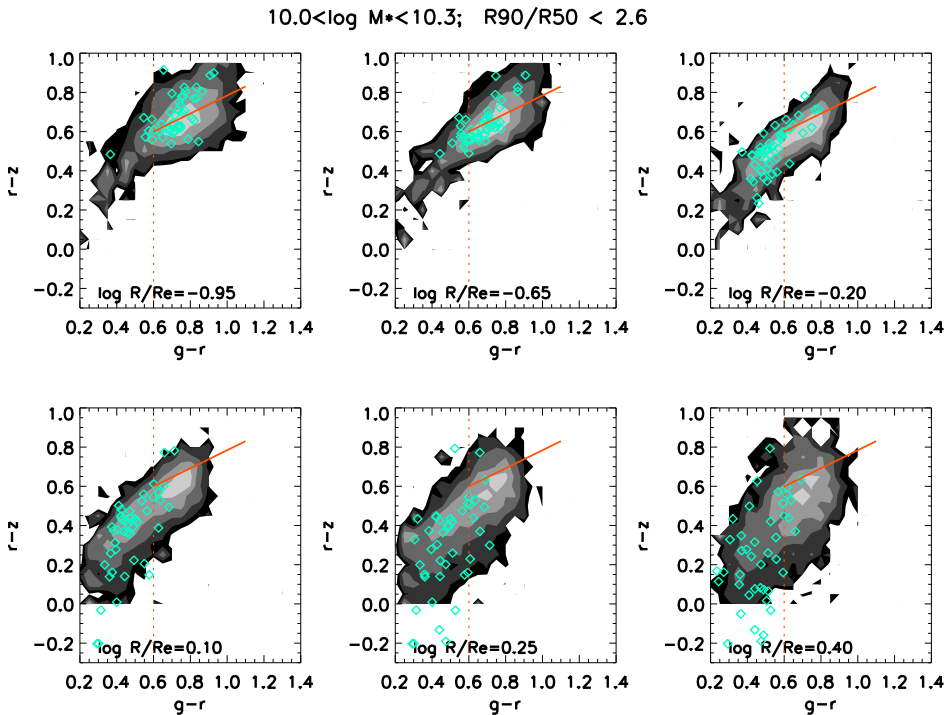 10.0<log M*<10.3; R90/R50 < 2.6
1.0 1.0 1.0
0.8 0.8 0.8
0.6 0.6 0.6
0.4 0.4 0.4
0.2 0.2 0.2
0.0 0.0 0.0
−0.2 −0.2 −0.2
r−z r−z r−z
log R/Re=−0.95 log R/Re=−0.65 log R/Re=−0.20
0.2 0.4 0.6 0.8 1.0 1.2 1.4 0.2 0.4 0.6 0.8 1.0 1.2 1.4 0.2 0.4 0.6 0.8 1.0 1.2 1.4
g−r g−r g−r
1.0 1.0 1.0
0.8 0.8 0.8
0.6 0.6 0.6
0.4 0.4 0.4
0.2 0.2 0.2
0.0 0.0 0.0
−0.2 −0.2 −0.2
r−z r−z r−z
log R/Re=0.10 log R/Re=0.25 log R/Re=0.40
0.2 0.4 0.6 0.8 1.0 1.2 1.4 0.2 0.4 0.6 0.8 1.0 1.2 1.4 0.2 0.4 0.6 0.8 1.0 1.2 1.4
g−r g−r g−r